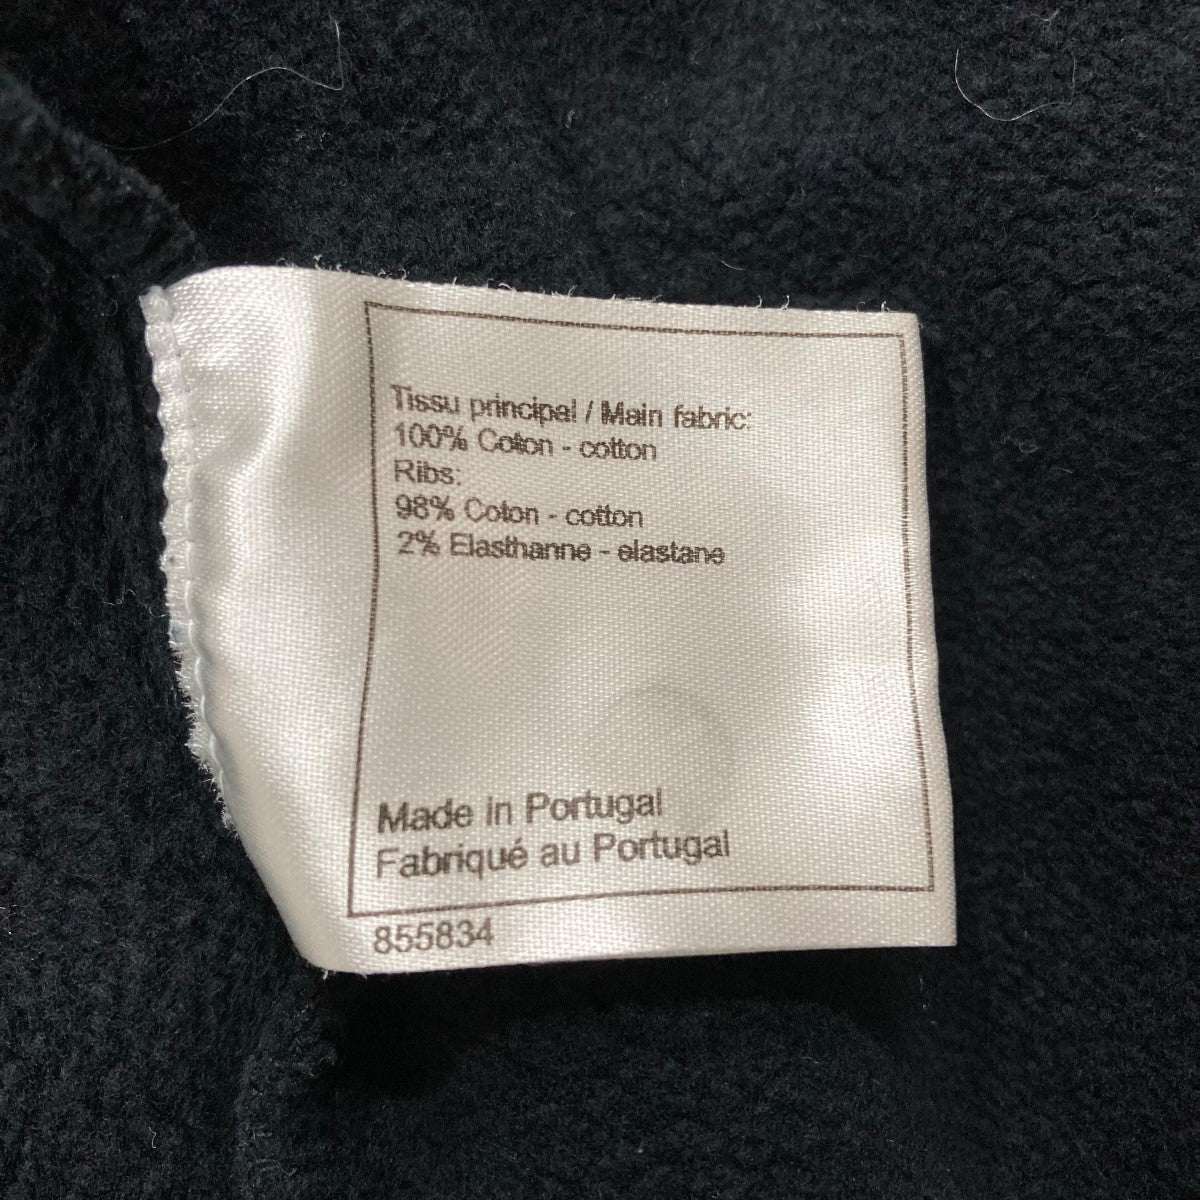 Tissu principal / Main fabric:
100% Coton - cotton
Ribs:
98% Coton - cotton
2% Elasthanne - elastane
Made in Portugal
Fabriqué au Portugal
855834